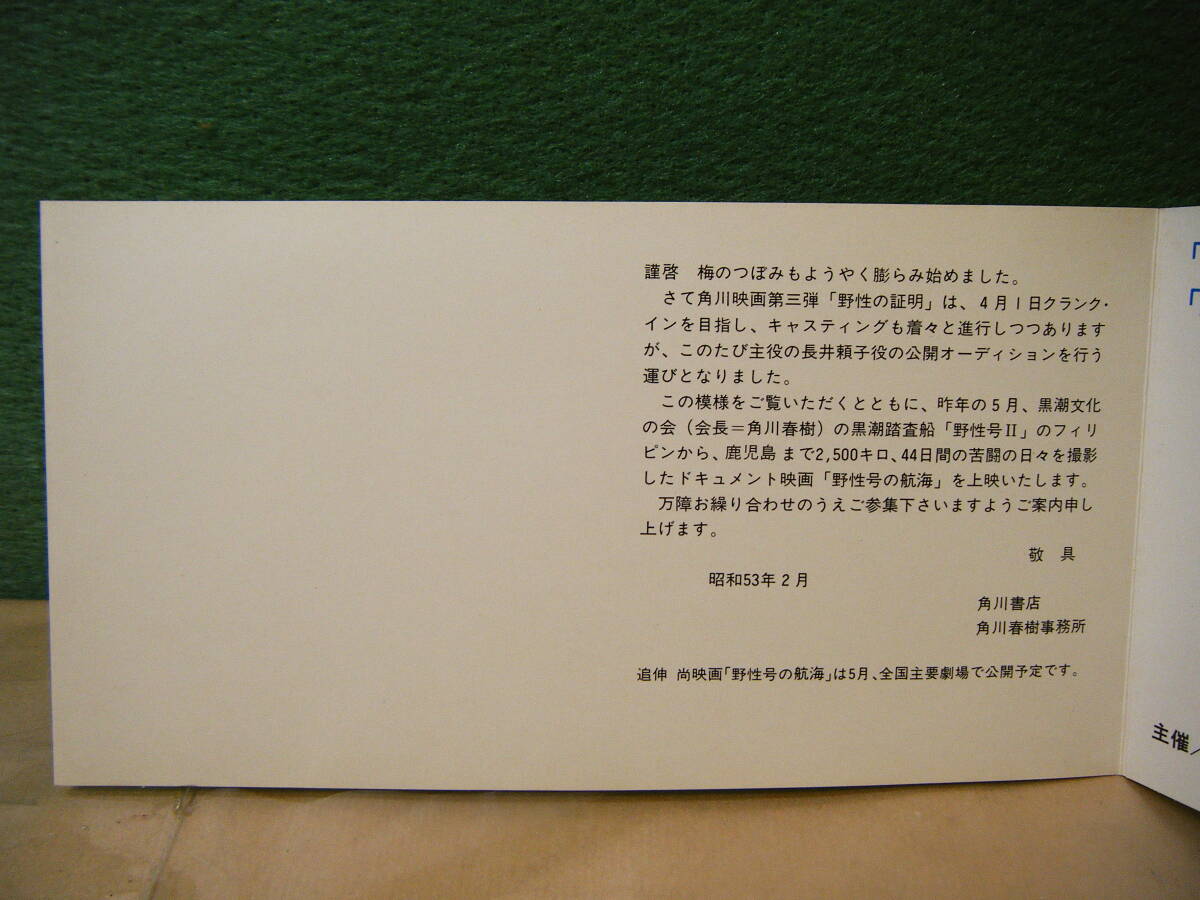 謹啓　梅のつぼみもようやく膨らみ始めました。
さて角川映画第三弾「野性の証明」は、4月1日クランク・
インを目指し、キャスティングも着々と進行しつつあります
が、このたび主役の長井頼子役の公開オーディションを行う
運びとなりました。
この模様をご覧いただくとともに、昨年の5月、黒潮文化
の会（会長＝角川春樹）の黒潮踏査船「野性号II」のフィリ
ピンから、鹿児島まで2,500キロ、44日間の苦闘の日々を撮影
したドキュメント映画「野性号の航海」を上映いたします。
万障お繰り合わせのうえご参集下さいますようご案内申し
上げます。
敬具
昭和53年2月
角川書店
角川春樹事務所
追伸　尚映画「野性号の航海」は5月、全国主要劇場で公開予定です。
「
「
主催／